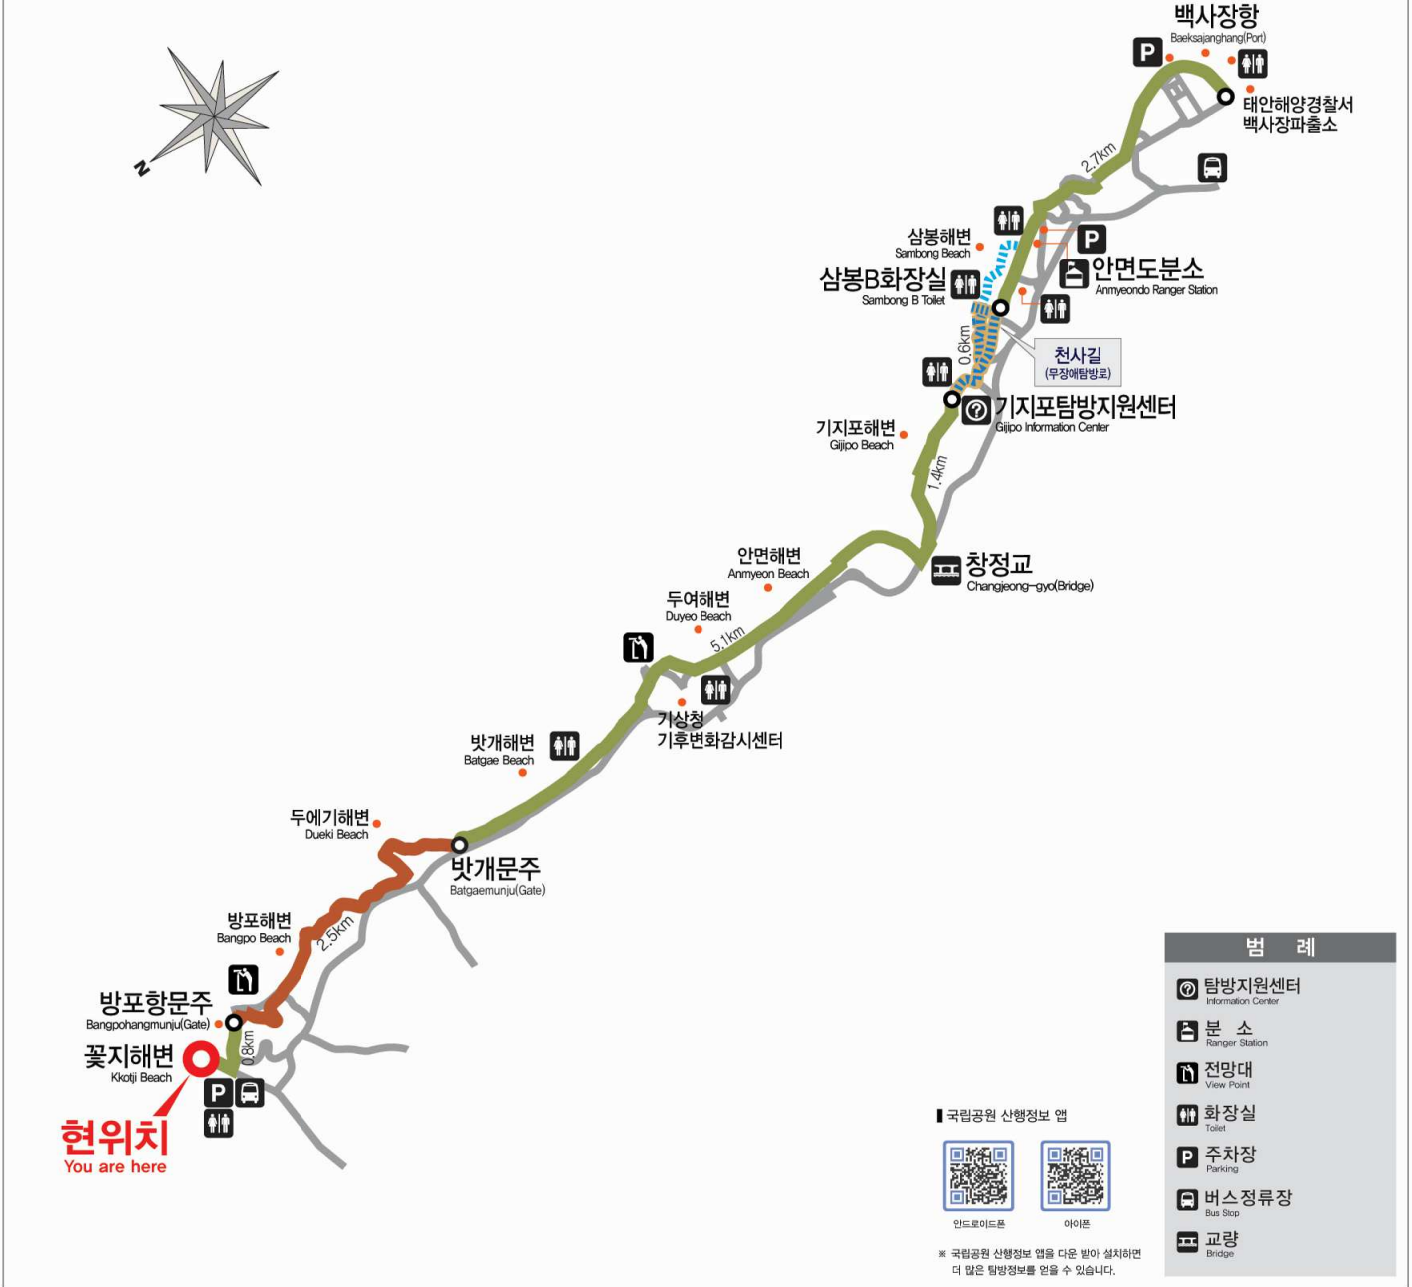 백사장항
Baeksajanghang(Port)
P
태안해양경찰서
백사장파출소
N
2.7km
삼봉해변
Sambong Beach
P
안면도분소
Anmyeondo Ranger Station
삼봉B화장실
Sambong B Toilet
0.6km
천사길
(무장애탐방로)
기지포탐방지원센터
Gijipo Information Center
기지포해변
Gijipo Beach
1.4km
창정교
Changjeong-gyo(Bridge)
안면해변
Anmyeon Beach
두여해변
Duyeo Beach
5.1km
기상청
기후변화감시센터
밧개해변
Batgae Beach
두에기해변
Dueki Beach
밧개문주
Batgaemunju(Gate)
방포해변
Bangpo Beach
2.5km
방포항문주
Bangpohangmunju(Gate)
0.8km
꽃지해변
Kkotji Beach
P
현위치
You are here
범 례
탐방지원센터
Information Center
분 소
Ranger Station
전망대
View Point
화장실
Toilet
P
주차장
Parking
버스정류장
Bus Stop
교량
Bridge
국립공원 산행정보 앱
안드로이드폰
아이폰
※ 국립공원 산행정보 앱을 다운 받아 설치하면
더 많은 탐방정보를 얻을 수 있습니다.